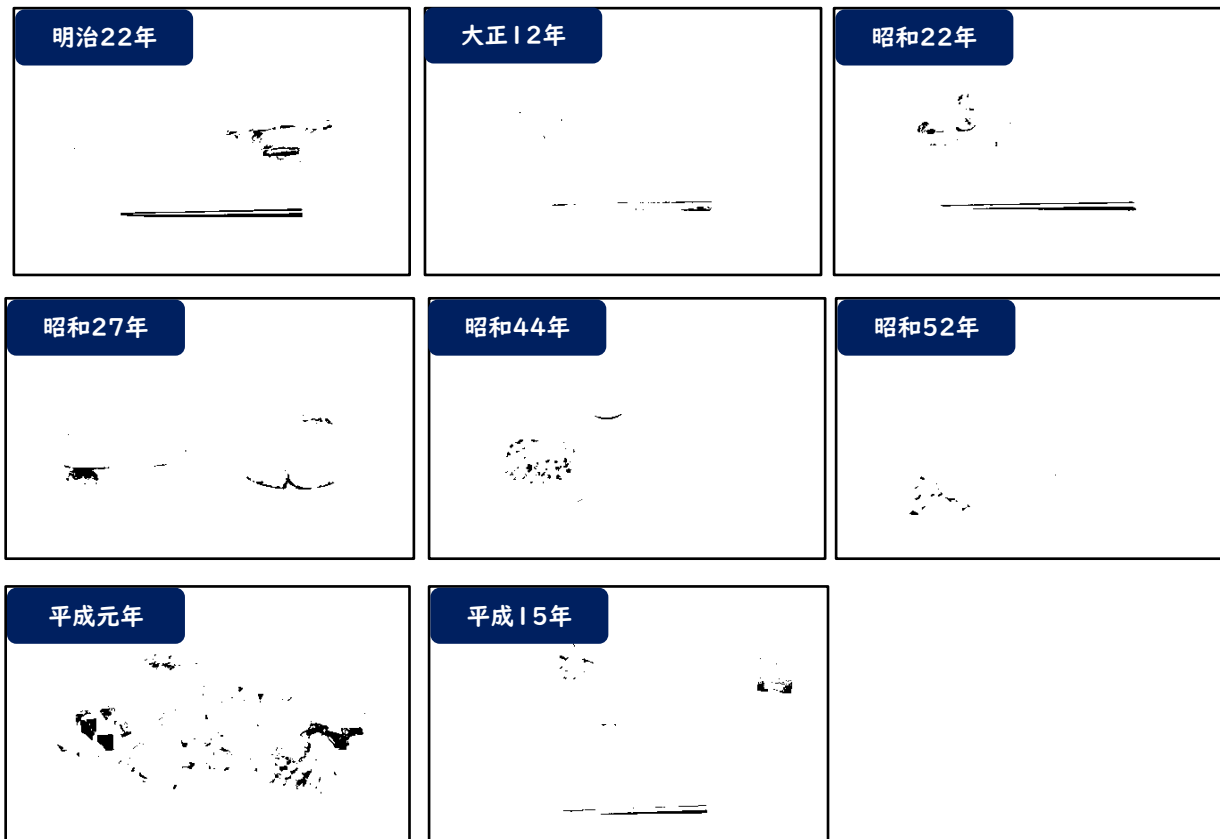 明治22年
大正12年
昭和22年
昭和27年
昭和44年
昭和52年
平成元年
平成15年